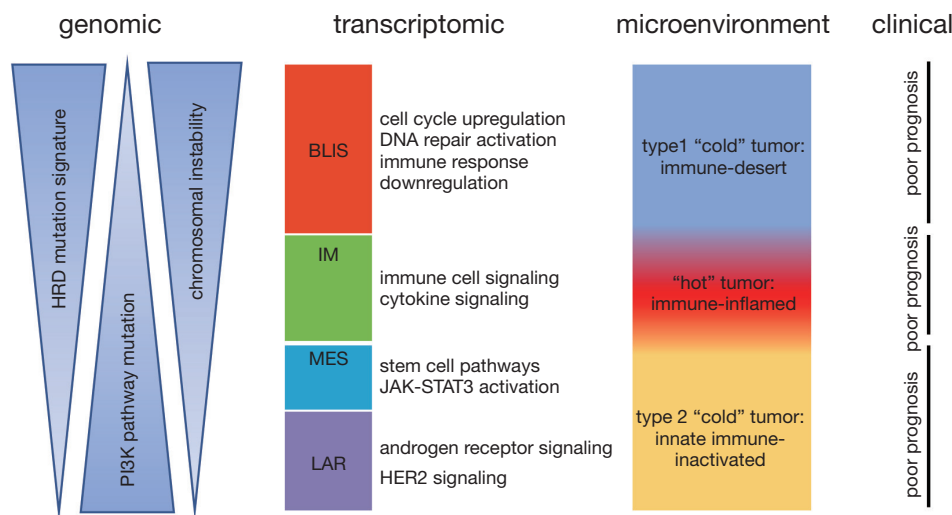 genomic
transcriptomic
microenvironment
clinical
HRD mutation signature
PI3K pathway mutation
chromosomal instability
BLIS
cell cycle upregulation
DNA repair activation
immune response
downregulation
IM
immune cell signaling
cytokine signaling
MES
stem cell pathways
JAK-STAT3 activation
LAR
androgen receptor signaling
HER2 signaling
type1 “cold” tumor:
immune-desert
“hot” tumor:
immune-inflamed
type 2 “cold” tumor:
innate immune-
inactivated
poor prognosis
poor prognosis
poor prognosis